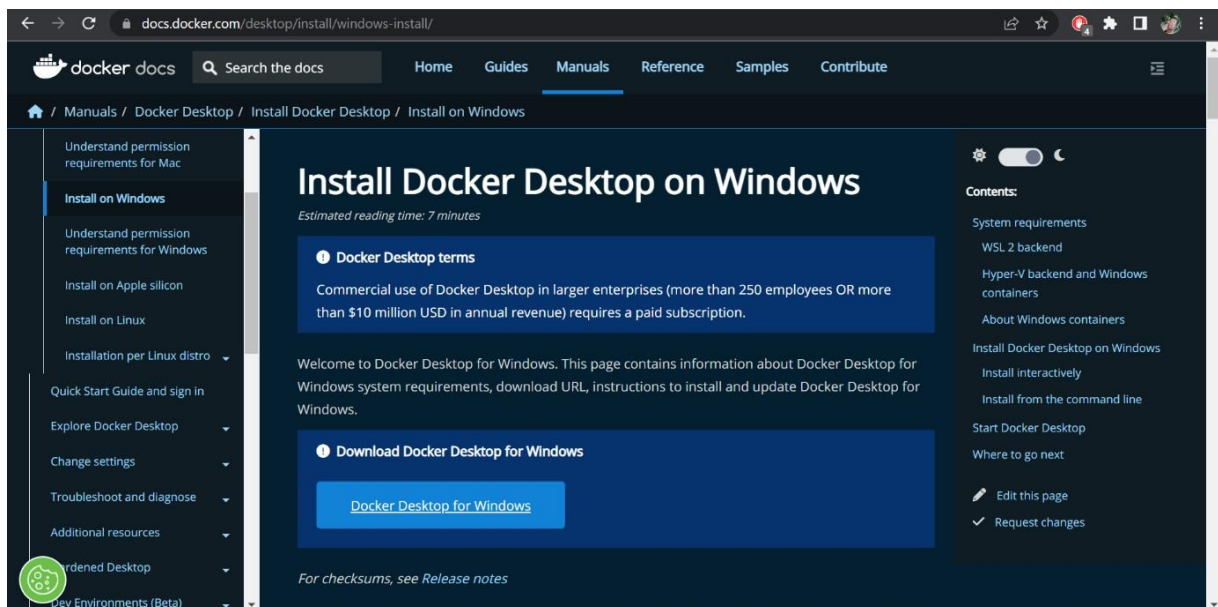 docs.docker.com/desktop/install/windows-install/
4
docker docs
Search the docs
Home
Guides
Manuals
Reference
Samples
Contribute
/ Manuals / Docker Desktop / Install Docker Desktop / Install on Windows
Understand permission
requirements for Mac
Install on Windows
Understand permission
requirements for Windows
Install on Apple silicon
Install on Linux
Installation per Linux distro
Quick Start Guide and sign in
Explore Docker Desktop
Change settings
Troubleshoot and diagnose
Additional resources
rdened Desktop
Dev Environments (Beta)
Install Docker Desktop on Windows
Estimated reading time: 7 minutes
Docker Desktop terms
Commercial use of Docker Desktop in larger enterprises (more than 250 employees OR more
than $10 million USD in annual revenue) requires a paid subscription.
Welcome to Docker Desktop for Windows. This page contains information about Docker Desktop for
Windows system requirements, download URL, instructions to install and update Docker Desktop for
Windows.
Download Docker Desktop for Windows
Docker Desktop for Windows
For checksums, see Release notes
Contents:
System requirements
WSL 2 backend
Hyper-V backend and Windows
containers
About Windows containers
Install Docker Desktop on Windows
Install interactively
Install from the command line
Start Docker Desktop
Where to go next
Edit this page
Request changes